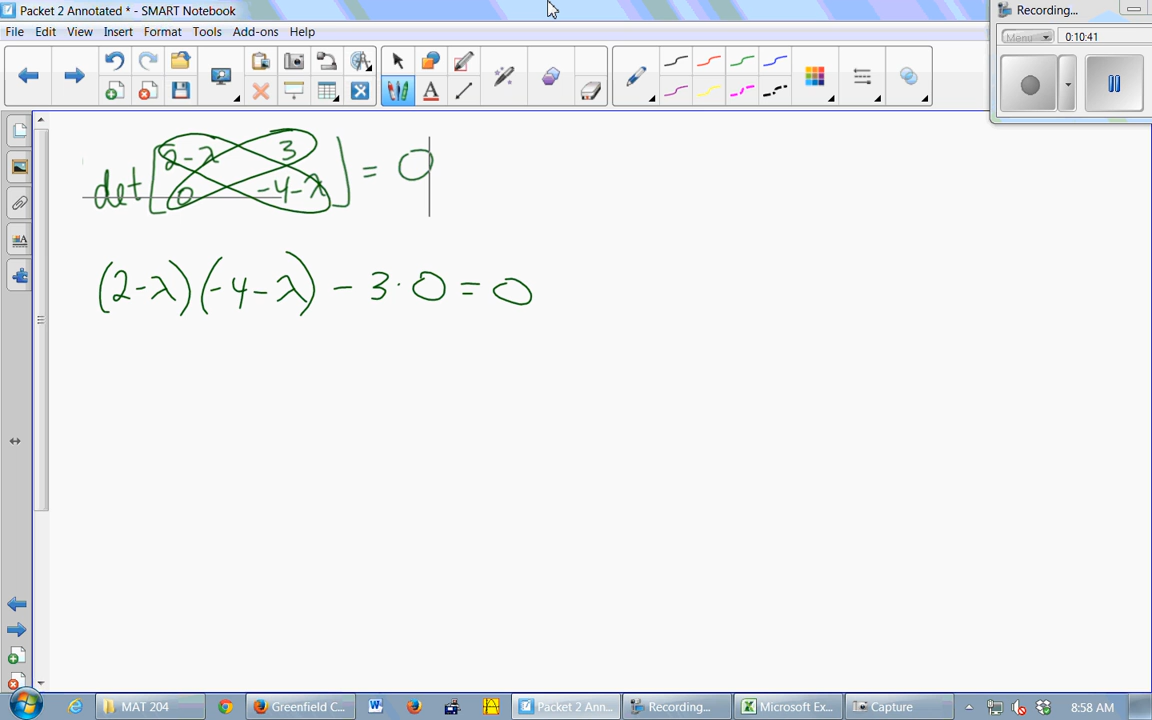 Packet 2 Annotated * - SMART Notebook
Recording...
File Edit View Insert Format Tools Add-ons Help
Menu
0:10:41
A
det [2-λ 3
0 -4-λ] = 0
(2-λ)(-4-λ) - 3·0 = 0
MAT 204
Greenfield C...
Packet 2 Ann...
Recording...
Microsoft Ex...
Capture
8:58 AM